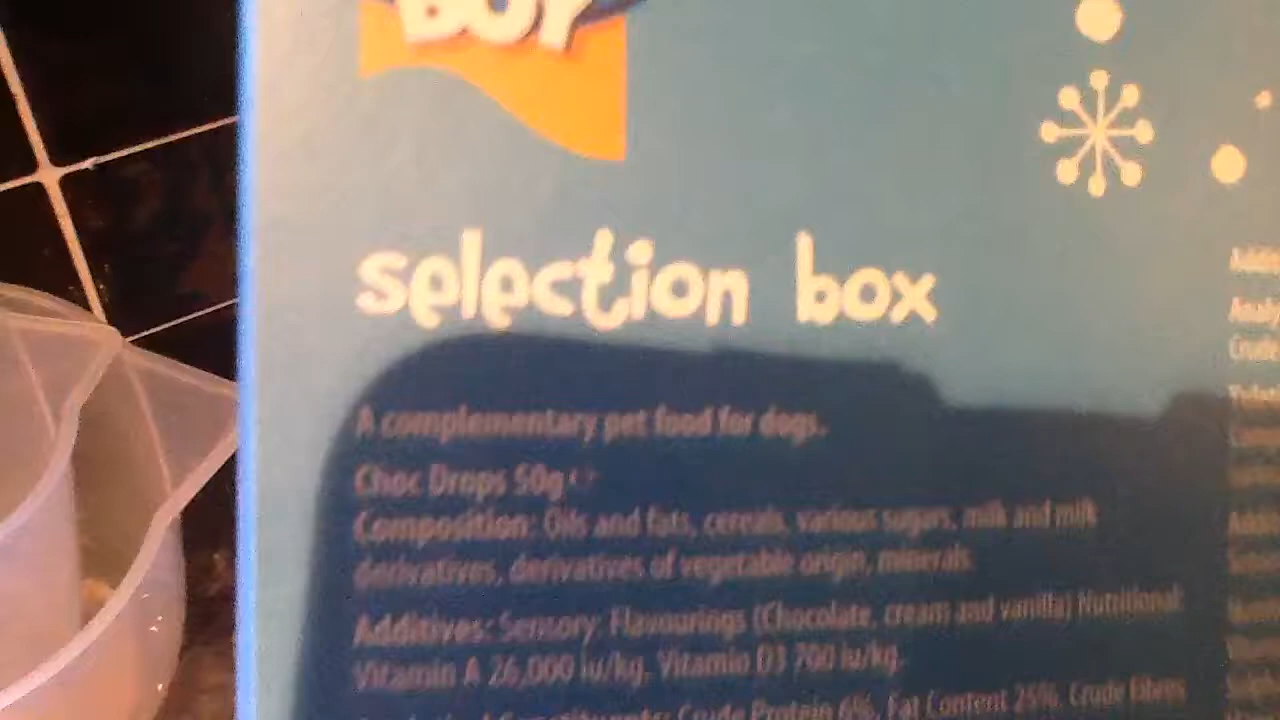 BOY
selection box
A complementary pet food for dogs.
Choc Drops 50g
Composition: Oils and fats, cereals, various sugars, milk and milk
derivatives, derivatives of vegetable origin, minerals
Additives: Sensory: Flavourings (Chocolate, cream and vanilla) Nutritional
Vitamin A 26,000 iu/kg, Vitamin D3 700 iu/kg.
Crude Protein 6%, Fat Content 25%, Crude Fibres